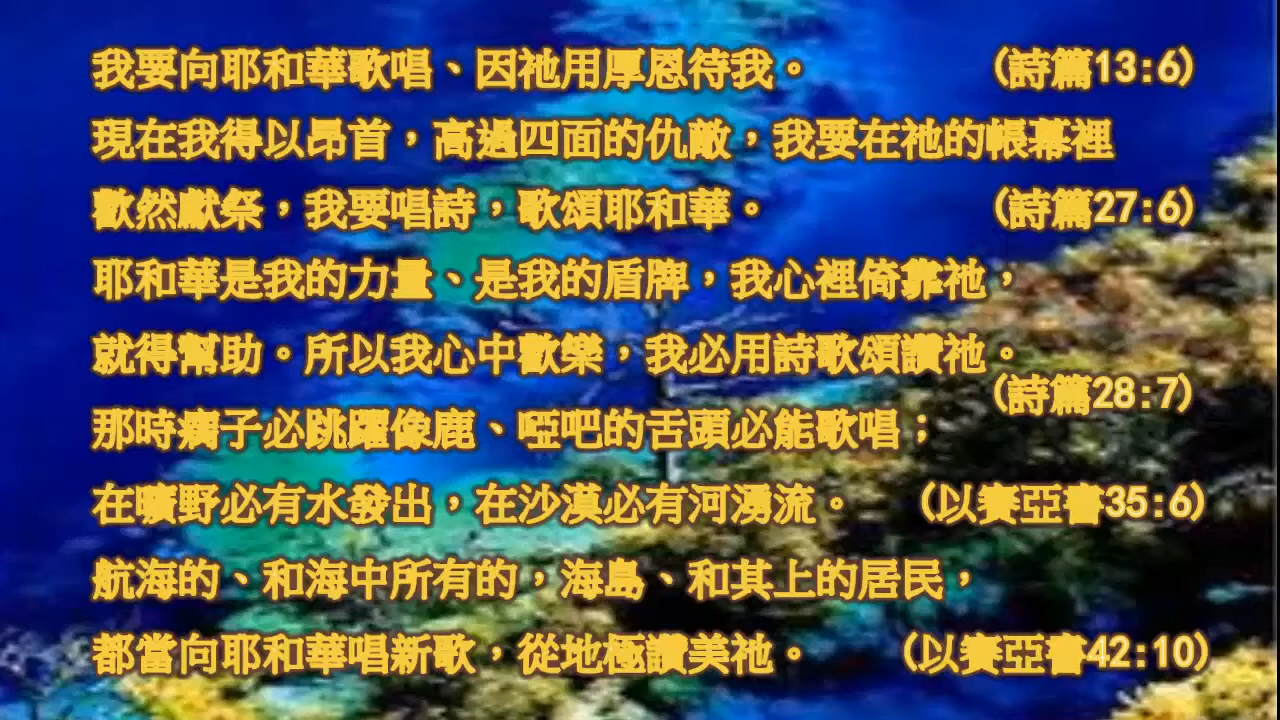 我要向耶和華歌唱、因祂用厚恩待我。 (詩篇13:6)
現在我得以昂首，高過四面的仇敵，我要在祂的帳幕裡
歡然獻祭，我要唱詩，歌頌耶和華。 (詩篇27:6)
耶和華是我的力量、是我的盾牌，我心裡倚靠祂，
就得幫助。所以我心中歡樂，我必用詩歌頌讚祂。
(詩篇28:7)
那時瘸子必跳躍像鹿、啞吧的舌頭必能歌唱；
在曠野必有水發出，在沙漠必有河湧流。 (以賽亞書35:6)
航海的、和海中所有的，海島、和其上的居民，
都當向耶和華唱新歌，從地極讚美祂。 (以賽亞書42:10)